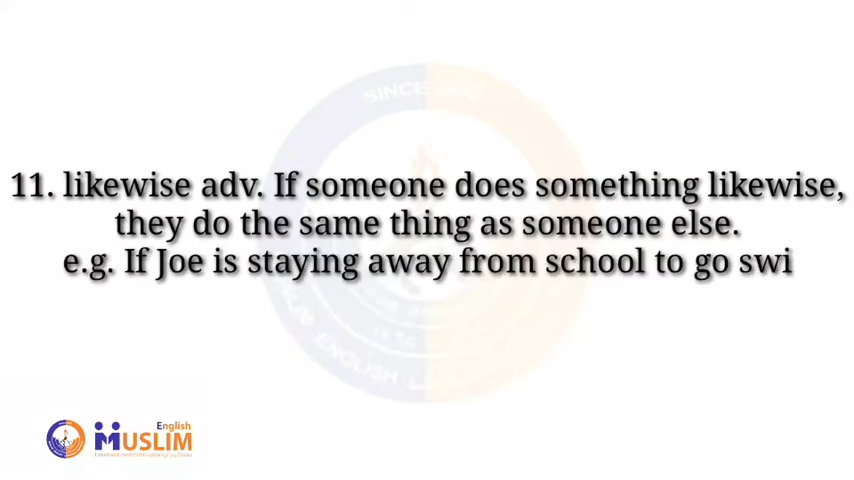 11. likewise adv. If someone does something likewise,
they do the same thing as someone else.
e.g. If Joe is staying away from school to go swi
SINCE
English
MUSLIM